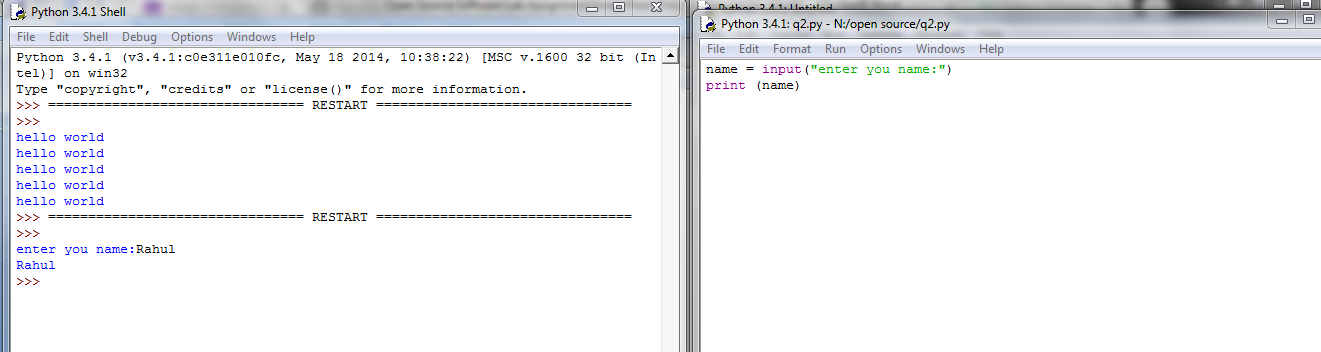 Python 3.4.1 Shell
File Edit Shell Debug Options Windows Help
Python 3.4.1 (v3.4.1:c0e311e010fc, May 18 2014, 10:38:22) [MSC v.1600 32 bit (In
tel)] on win32
Type "copyright", "credits" or "license()" for more information.
>>> ================================ RESTART ================================
>>>
hello world
hello world
hello world
hello world
hello world
>>> ================================ RESTART ================================
>>>
enter you name:Rahul
Rahul
>>>
Python 3.4.1: Untitled
Python 3.4.1: q2.py - N:/open source/q2.py
File Edit Format Run Options Windows Help
name = input("enter you name:")
print (name)